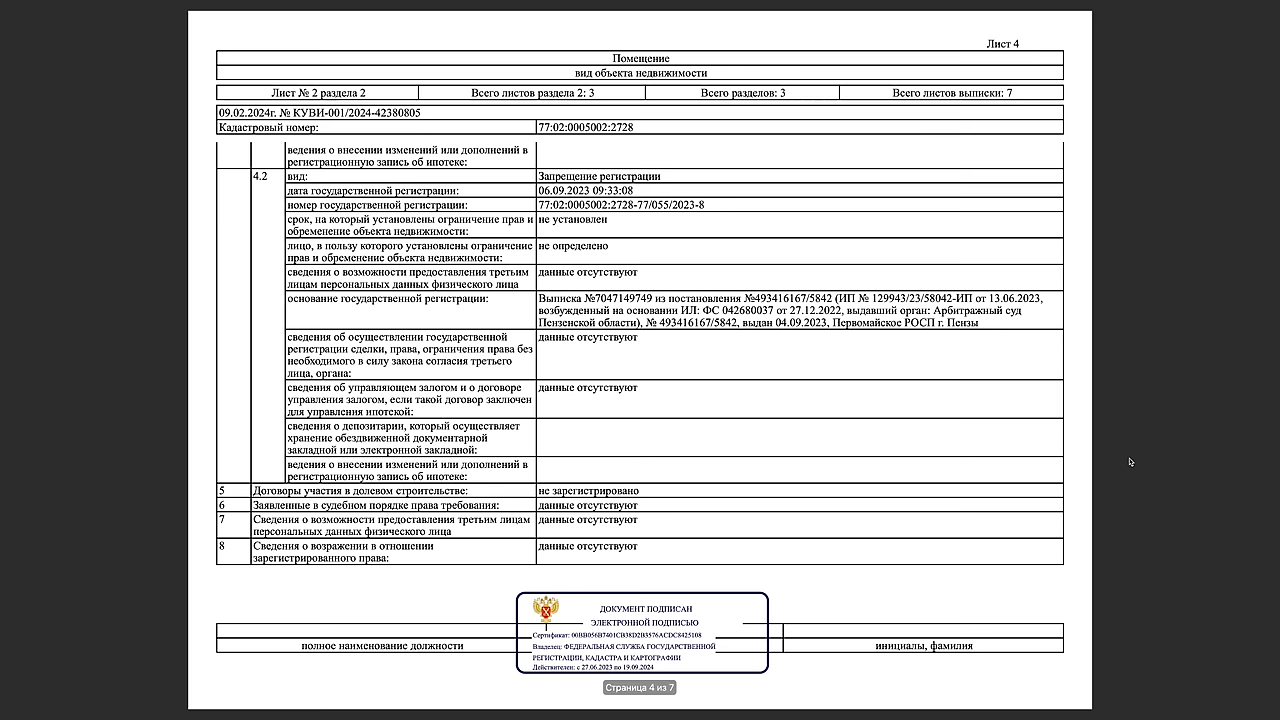 Лист 4
Помещение
вид объекта недвижимости
Лист № 2 раздела 2 Всего листов раздела 2: 3 Всего разделов: 3 Всего листов выписки: 7
09.02.2024г. № КУВИ-001/2024-42380805
Кадастровый номер: 77:02:0005002:2728
ведения о внесении изменений или дополнений в
регистрационную запись об ипотеке:
4.2 вид: Запрещение регистрации
дата государственной регистрации: 06.09.2023 09:33:08
номер государственной регистрации: 77:02:0005002:2728-77/055/2023-8
срок, на который установлены ограничение прав и не установлен
обременение объекта недвижимости:
лицо, в пользу которого установлены ограничение не определено
прав и обременение объекта недвижимости:
сведения о возможности предоставления третьим данные отсутствуют
лицам персональных данных физического лица
основание государственной регистрации: Выписка №7047149749 из постановления №493416167/5842 (ИП № 129943/23/58042-ИП от 13.06.2023,
возбужденный на основании ИЛ: ФС 042680037 от 27.12.2022, выдавший орган: Арбитражный суд
Пензенской области), № 493416167/5842, выдан 04.09.2023, Первомайское РОСП г. Пензы
сведения об осуществлении государственной данные отсутствуют
регистрации сделки, права, ограничения права без
необходимого в силу закона согласия третьего
лица, органа:
сведения об управляющем залогом и о договоре данные отсутствуют
управления залогом, если такой договор заключен
для управления ипотекой:
сведения о депозитарии, который осуществляет
хранение обездвиженной документарной
закладной или электронной закладной:
ведения о внесении изменений или дополнений в
регистрационную запись об ипотеке:
5 Договоры участия в долевом строительстве: не зарегистрировано
6 Заявленные в судебном порядке права требования: данные отсутствуют
7 Сведения о возможности предоставления третьим лицам данные отсутствуют
персональных данных физического лица
8 Сведения о возражении в отношении данные отсутствуют
зарегистрированного права:
ДОКУМЕНТ ПОДПИСАН
ЭЛЕКТРОННОЙ ПОДПИСЬЮ
Сертификат: 00BB056B7401CB38D2B3576ACDC8425108
Владелец: ФЕДЕРАЛЬНАЯ СЛУЖБА ГОСУДАРСТВЕННОЙ
РЕГИСТРАЦИИ, КАДАСТРА И КАРТОГРАФИИ
Действителен: с 27.06.2023 по 19.09.2024
полное наименование должности инициалы, фамилия
Страница 4 из 7